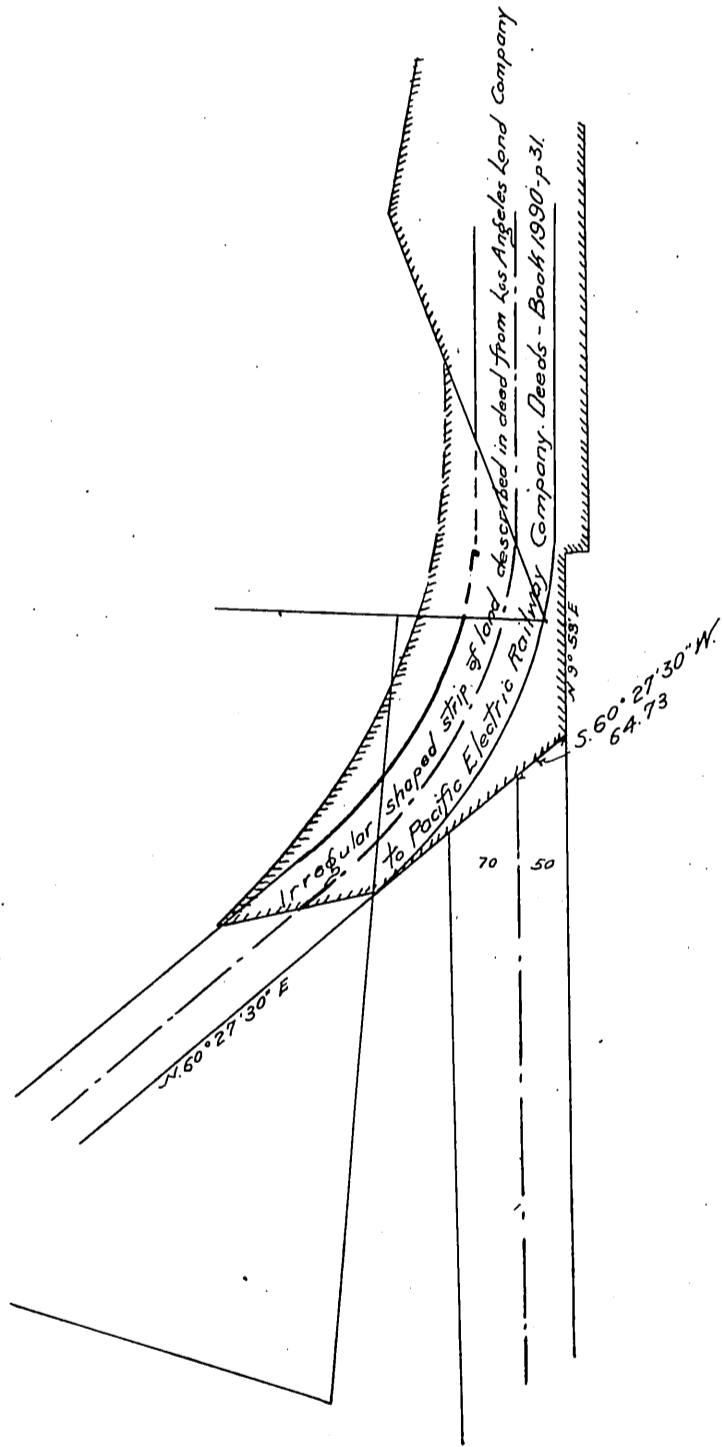 Irregular shaped strip of land described in deed from Los Angeles Land Company
to Pacific Electric Railway Company. Deeds - Book 1990 - p 31.
N 9° 58' E
S. 60° 27' 30" W.
64.73
70
50
N. 60° 27' 30" E